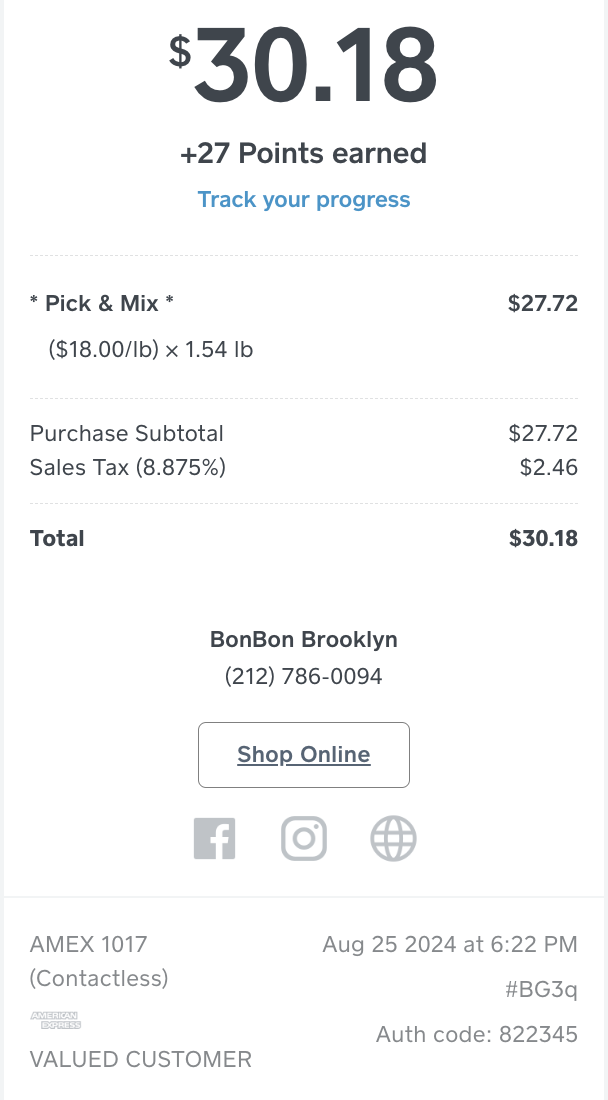 $30.18
+27 Points earned
Track your progress
* Pick & Mix * $27.72
($18.00/lb) × 1.54 lb
Purchase Subtotal $27.72
Sales Tax (8.875%) $2.46
Total $30.18
BonBon Brooklyn
(212) 786-0094
Shop Online
AMEX 1017 Aug 25 2024 at 6:22 PM
(Contactless)
#BG3q
AMERICAN
EXPRESS
Auth code: 822345
VALUED CUSTOMER